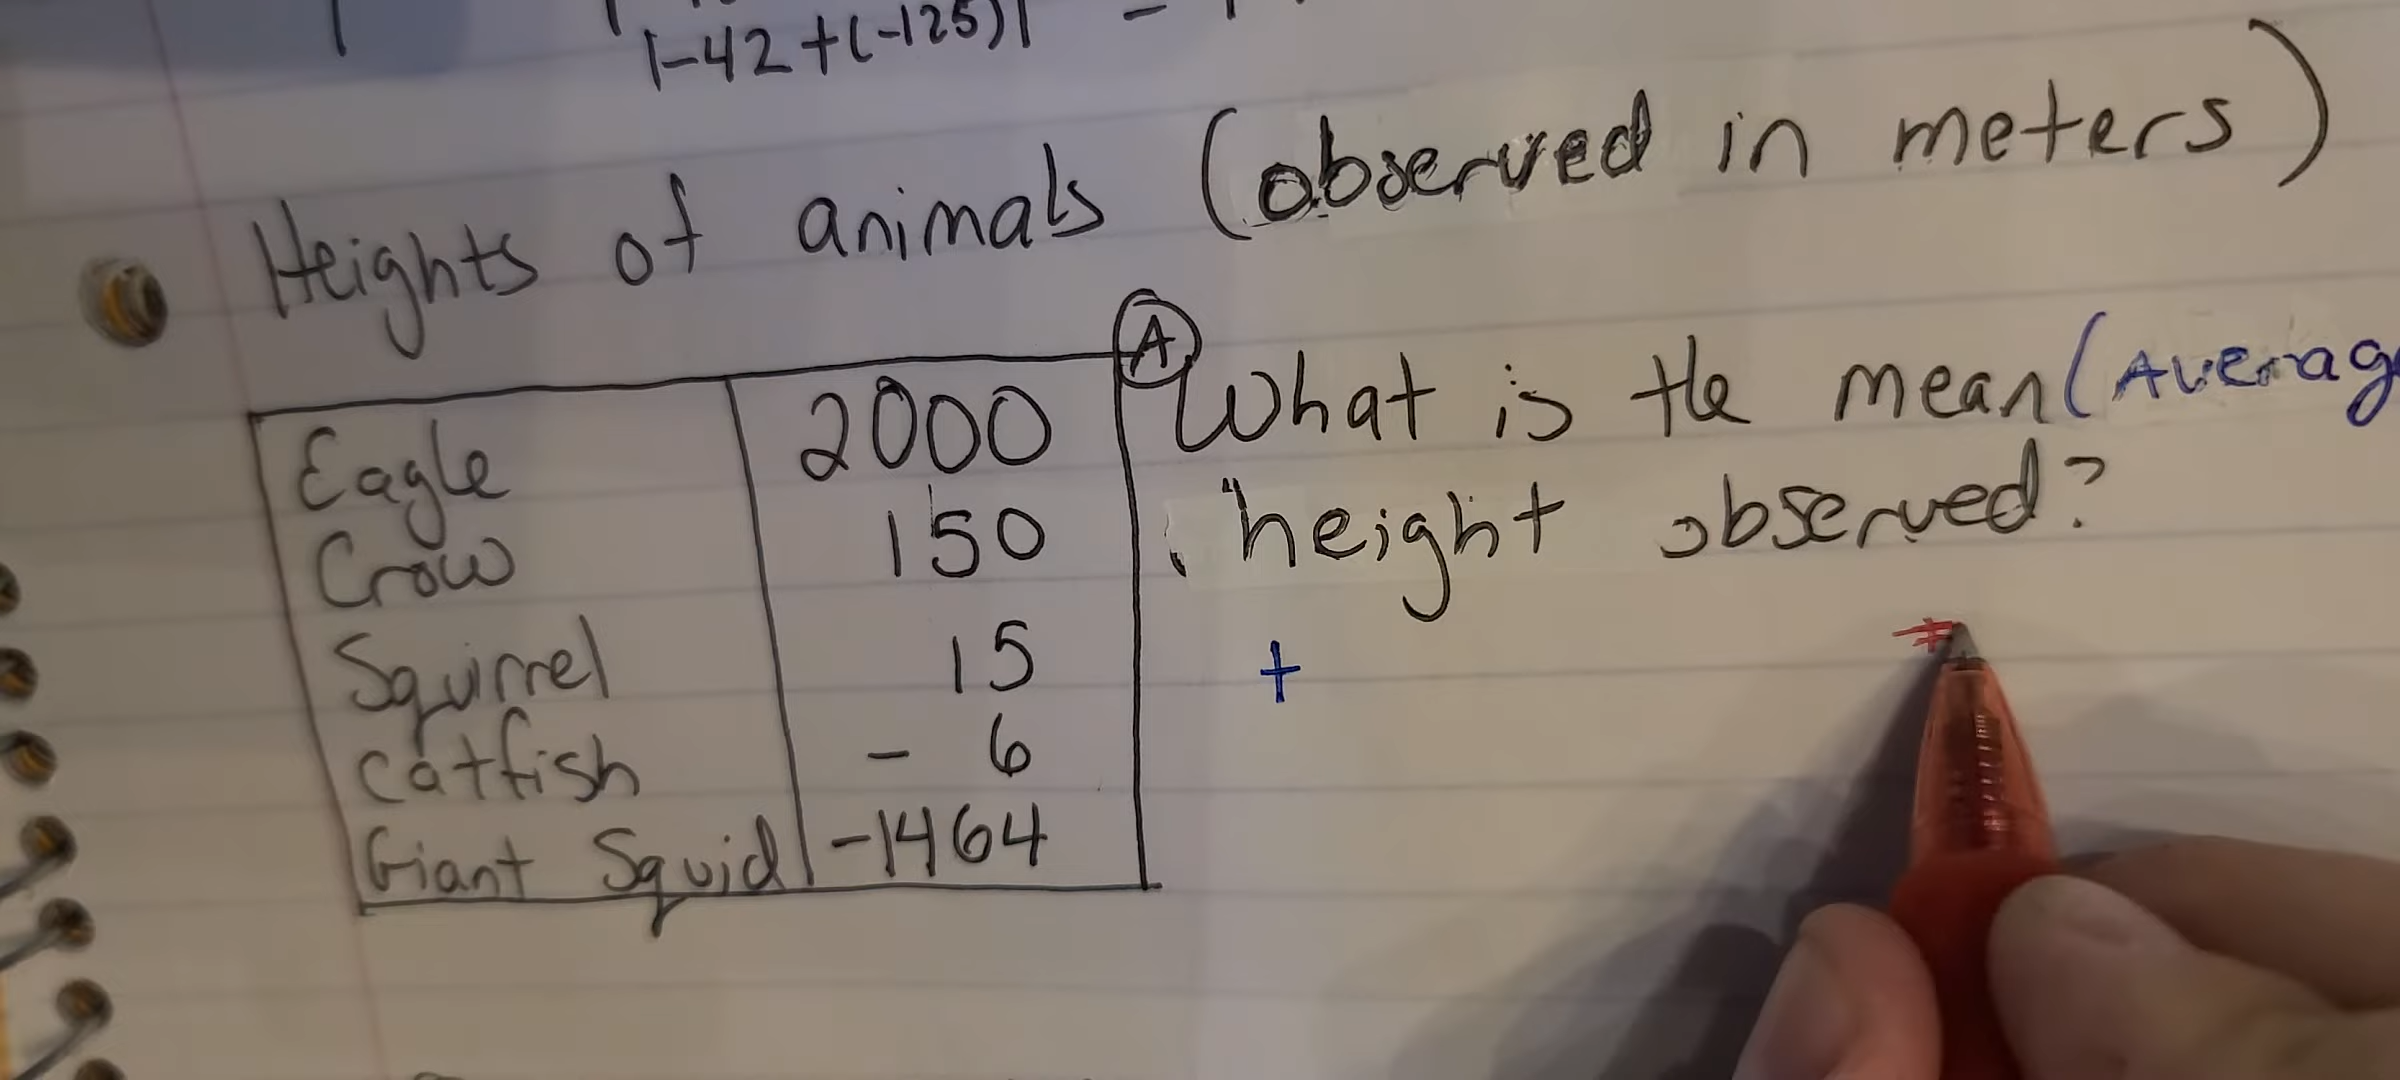 |-42+(-125)|
Heights of animals (observed in meters)
A What is the mean (Averag
height observed?
Eagle 2000
Crow 150
Squirrel 15
+
Catfish - 6
Giant Squid -1464